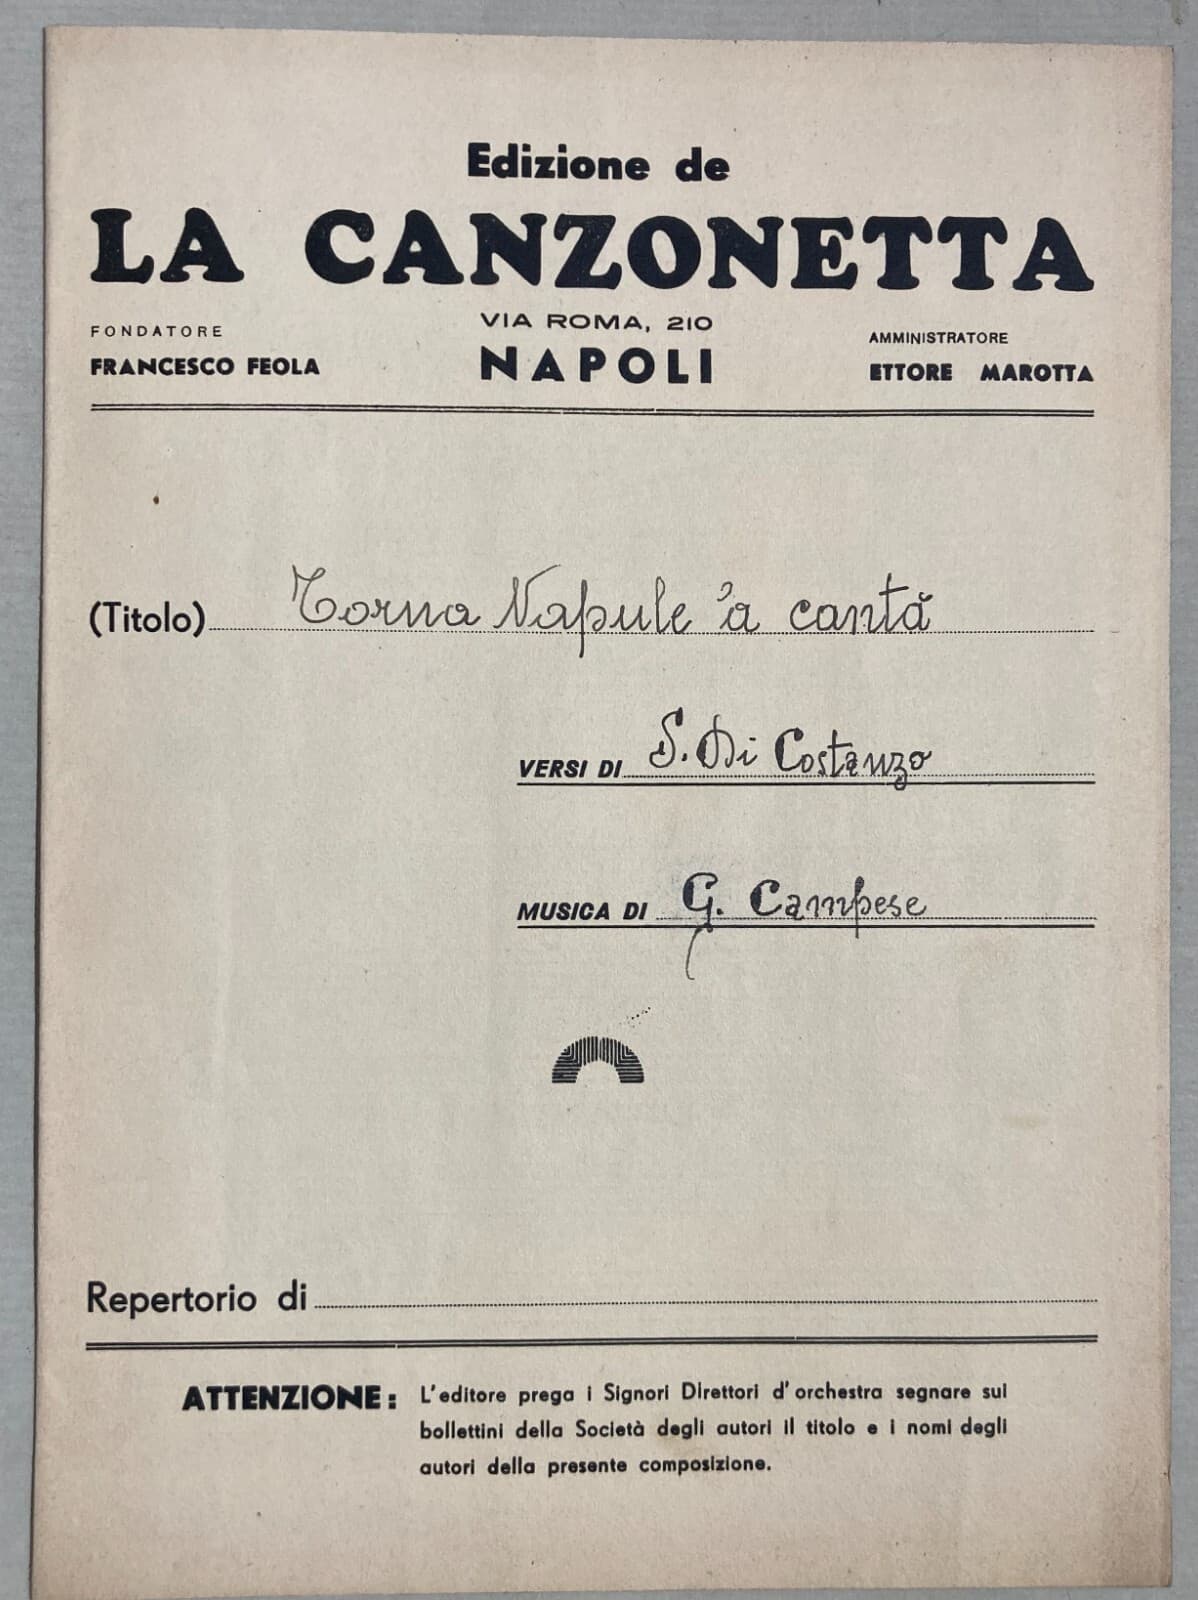 Edizione de
LA CANZONETTA
FONDATORE
FRANCESCO FEOLA
VIA ROMA, 210
NAPOLI
AMMINISTRATORE
ETTORE MAROTTA
(Titolo) Torna Napule 'a cantà
VERSI DI S. Di Costanzo
MUSICA DI G. Campese
Repertorio di
ATTENZIONE: L'editore prega i Signori Direttori d'orchestra segnare sui
bollettini della Società degli autori il titolo e i nomi degli
autori della presente composizione.